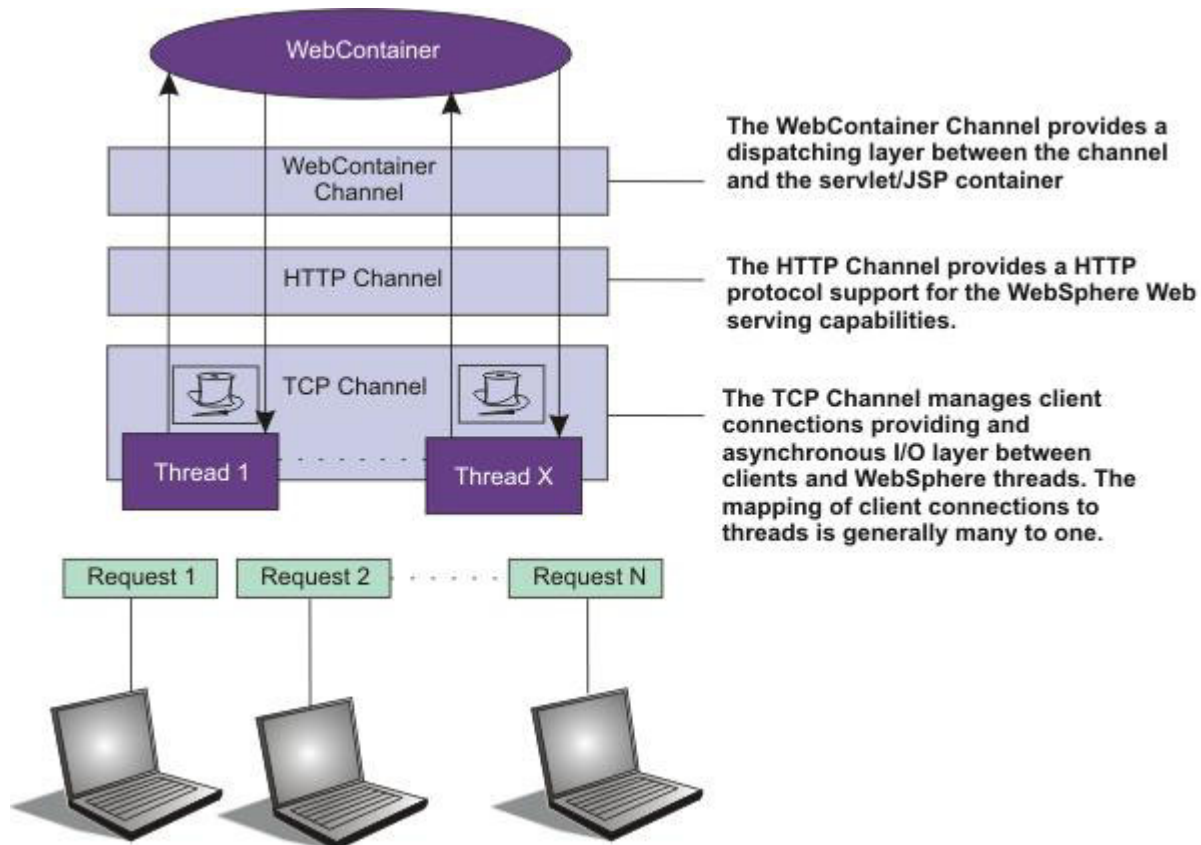 WebContainer
WebContainer
Channel
HTTP Channel
TCP Channel
Thread 1
Thread X
Request 1
Request 2
Request N
The WebContainer Channel provides a
dispatching layer between the channel
and the servlet/JSP container
The HTTP Channel provides a HTTP
protocol support for the WebSphere Web
serving capabilities.
The TCP Channel manages client
connections providing and
asynchronous I/O layer between
clients and WebSphere threads. The
mapping of client connections to
threads is generally many to one.